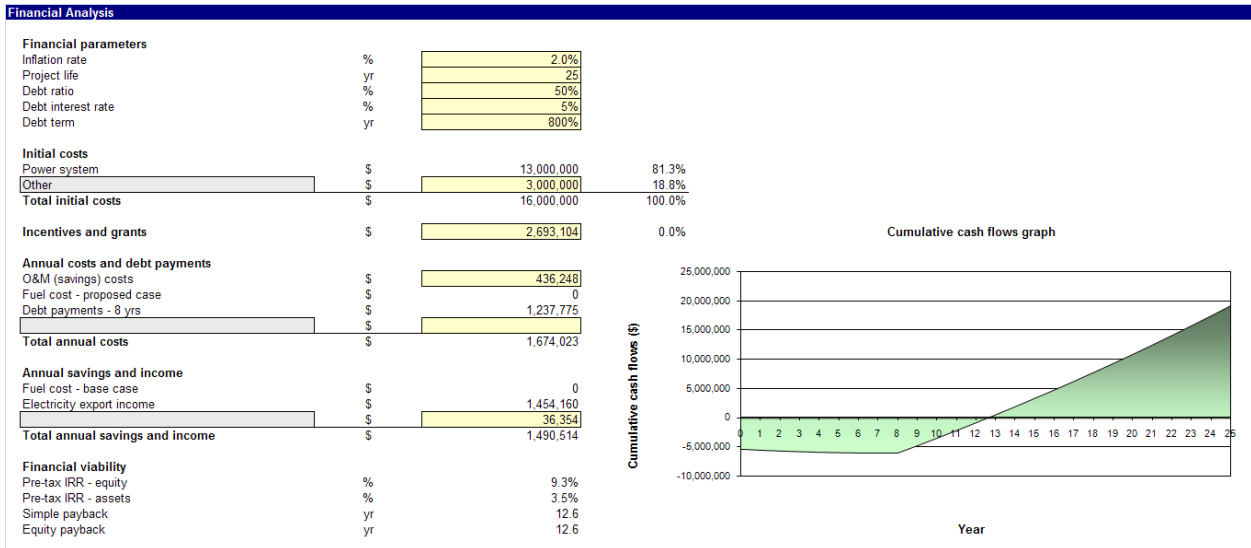 Financial Analysis
Financial parameters
Inflation rate % 2.0%
Project life yr 25
Debt ratio % 50%
Debt interest rate % 5%
Debt term yr 800%
Initial costs
Power system $ 13,000,000 81.3%
Other $ 3,000,000 18.8%
Total initial costs $ 16,000,000 100.0%
Incentives and grants $ 2,693,104 0.0%
Annual costs and debt payments
O&M (savings) costs $ 436,248
Fuel cost - proposed case $ 0
Debt payments - 8 yrs $ 1,237,775
$
Total annual costs $ 1,674,023
Annual savings and income
Fuel cost - base case $ 0
Electricity export income $ 1,454,160
$ 36,354
Total annual savings and income $ 1,490,514
Financial viability
Pre-tax IRR - equity % 9.3%
Pre-tax IRR - assets % 3.5%
Simple payback yr 12.6
Equity payback yr 12.6
Cumulative cash flows graph
Cumulative cash flows ($)
25,000,000
20,000,000
15,000,000
10,000,000
5,000,000
0
-5,000,000
-10,000,000
0 1 2 3 4 5 6 7 8 9 10 11 12 13 14 15 16 17 18 19 20 21 22 23 24 25
Year